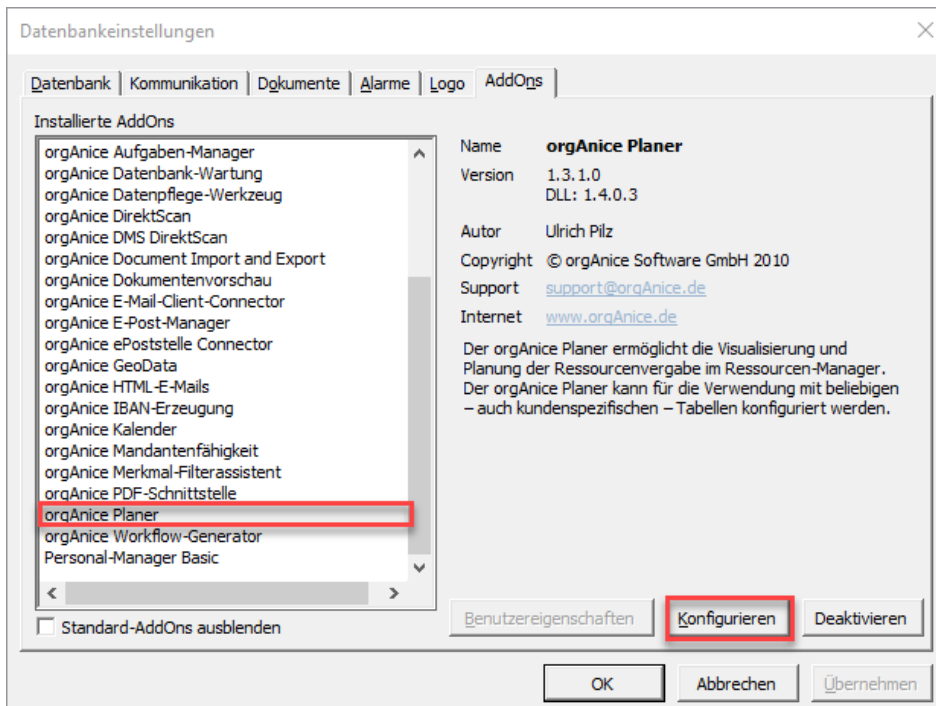 Datenbankeinstellungen
Datenbank Kommunikation Dokumente Alarme Logo AddOns
Installierte AddOns
orgAnice Aufgaben-Manager
orgAnice Datenbank-Wartung
orgAnice Datenpflege-Werkzeug
orgAnice DirektScan
orgAnice DMS DirektScan
orgAnice Document Import and Export
orgAnice Dokumentenvorschau
orgAnice E-Mail-Client-Connector
orgAnice E-Post-Manager
orgAnice ePoststelle Connector
orgAnice GeoData
orgAnice HTML-E-Mails
orgAnice IBAN-Erzeugung
orgAnice Kalender
orgAnice Mandantenfähigkeit
orgAnice Merkmal-Filterassistent
orgAnice PDF-Schnittstelle
orgAnice Planer
orgAnice Workflow-Generator
Personal-Manager Basic
Standard-AddOns ausblenden
Name orgAnice Planer
Version 1.3.1.0
DLL: 1.4.0.3
Autor Ulrich Pilz
Copyright © orgAnice Software GmbH 2010
Support support@orgAnice.de
Internet www.orgAnice.de
Der orgAnice Planer ermöglicht die Visualisierung und
Planung der Ressourcenvergabe im Ressourcen-Manager.
Der orgAnice Planer kann für die Verwendung mit beliebigen
– auch kundenspezifischen – Tabellen konfiguriert werden.
Benutzereigenschaften Konfigurieren Deaktivieren
OK Abbrechen Übernehmen